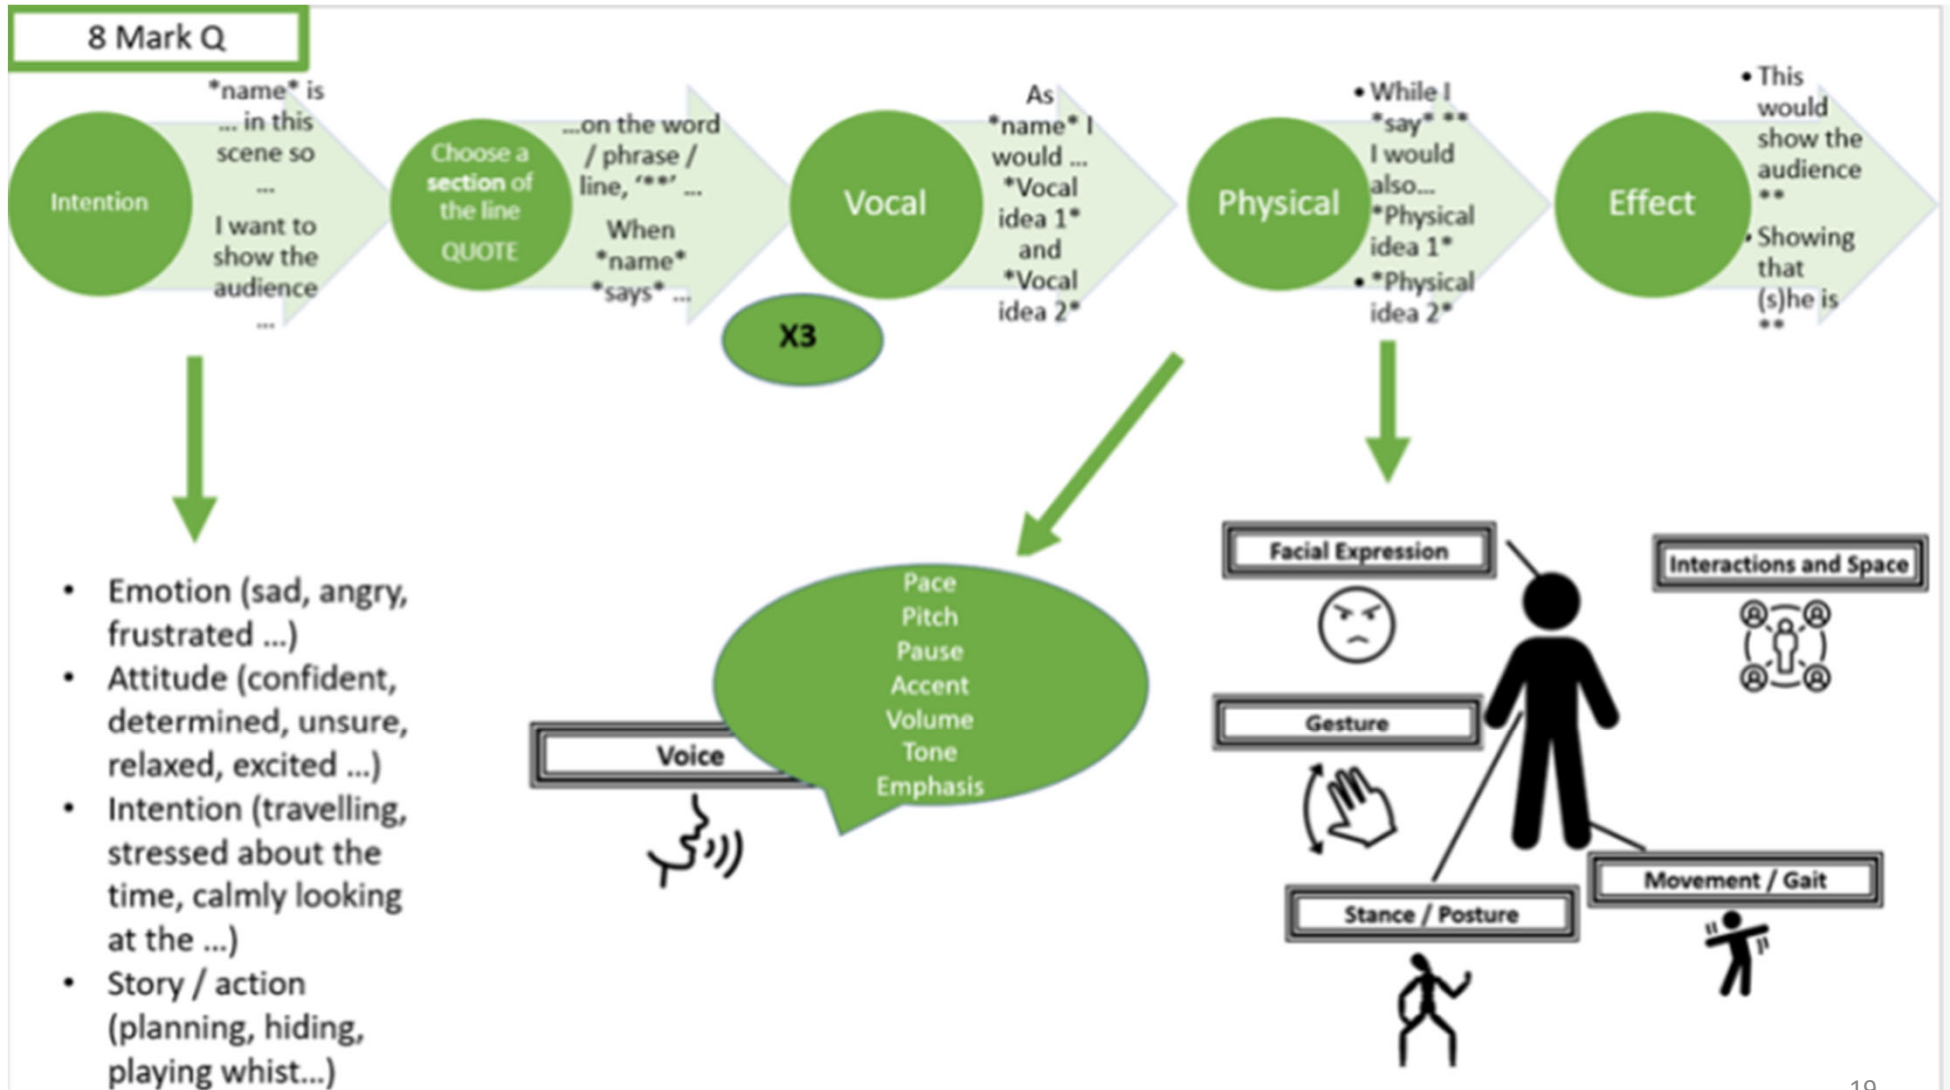 8 Mark Q
Intention
*name* is
... in this
scene so
...
I want to
show the
audience
...
Choose a
section of
the line
QUOTE
...on the word
/ phrase /
line, ‘**’ ...
When
*name*
*says* ...
X3
Vocal
As
*name* I
would ...
*Vocal
idea 1*
and
*Vocal
idea 2*
Physical
• While I
*say* **
I would
also...
*Physical
idea 1*
• *Physical
idea 2*
Effect
• This
would
show the
audience
**
• Showing
that
(s)he is
**
• Emotion (sad, angry,
frustrated ...)
• Attitude (confident,
determined, unsure,
relaxed, excited ...)
• Intention (travelling,
stressed about the
time, calmly looking
at the ...)
• Story / action
(planning, hiding,
playing whist...)
Voice
Pace
Pitch
Pause
Accent
Volume
Tone
Emphasis
Facial Expression
Interactions and Space
Gesture
Movement / Gait
Stance / Posture
19